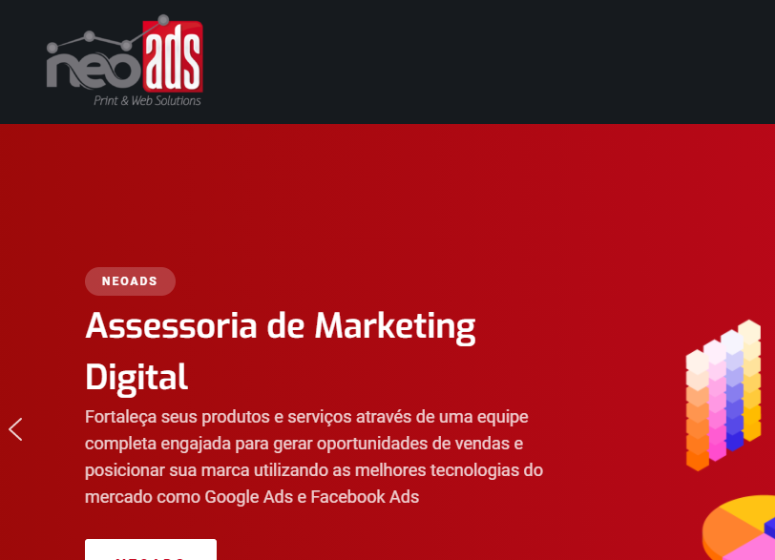 neoads
Print & Web Solutions
NEOADS
Assessoria de Marketing
Digital
Fortaleça seus produtos e serviços através de uma equipe
completa engajada para gerar oportunidades de vendas e
posicionar sua marca utilizando as melhores tecnologias do
mercado como Google Ads e Facebook Ads